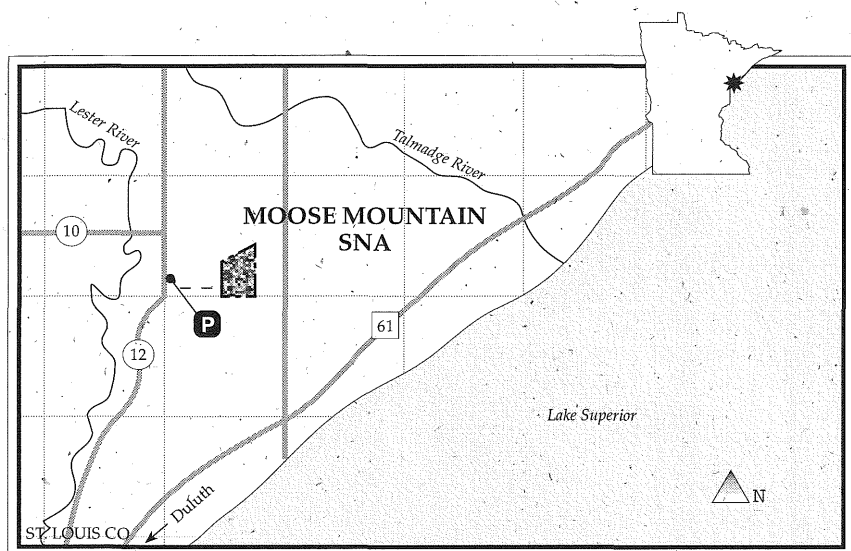 Lester River
Talmadge River
MOOSE MOUNTAIN
SNA
10
P
61
12
Lake Superior
N
Duluth
ST. LOUIS CO